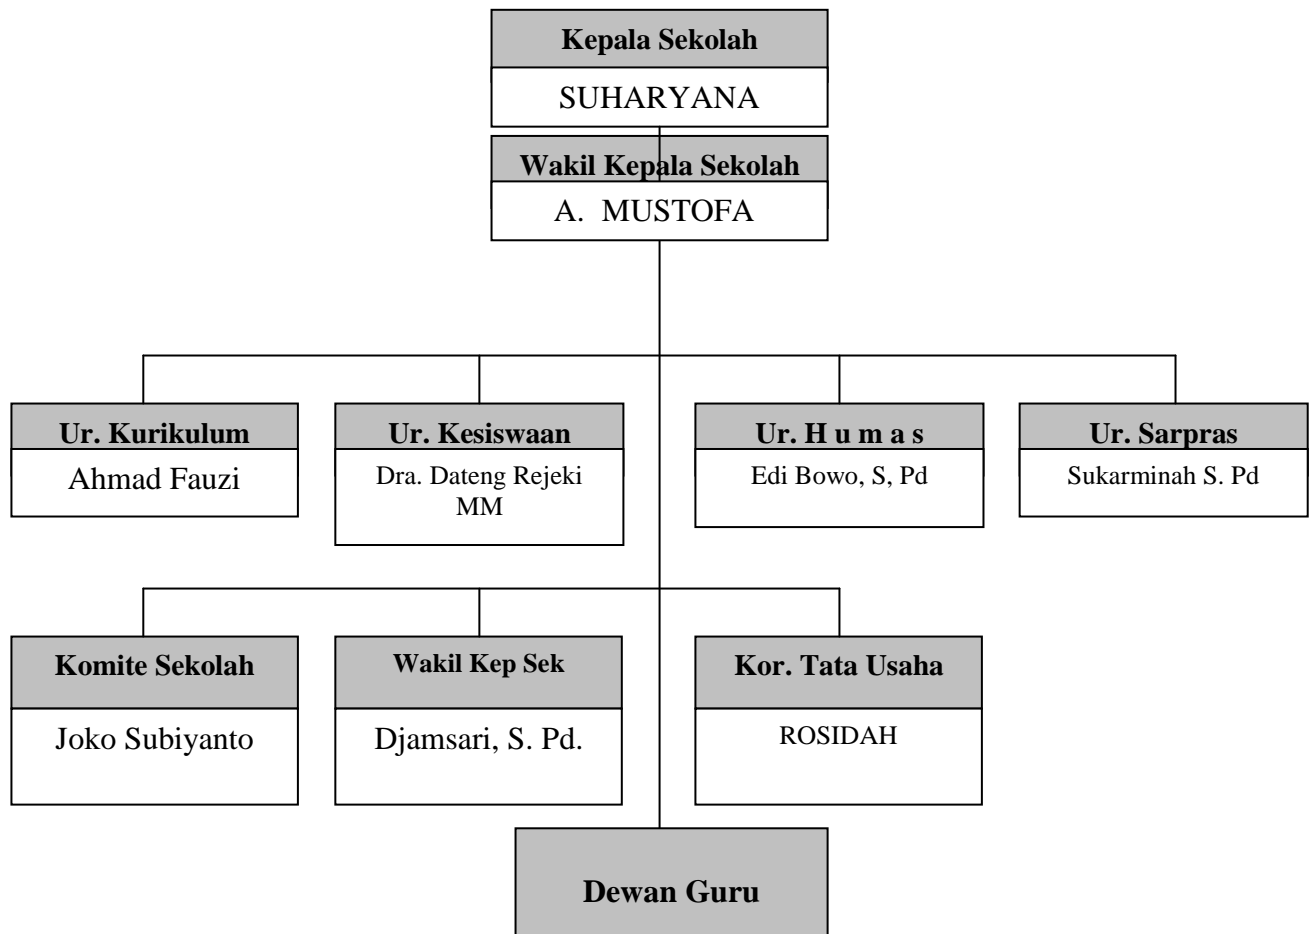 Kepala Sekolah
SUHARYANA
Wakil Kepala Sekolah
A. MUSTOFA
Ur. Kurikulum
Ahmad Fauzi
Ur. Kesiswaan
Dra. Dateng Rejeki
MM
Ur. H u m a s
Edi Bowo, S, Pd
Ur. Sarpras
Sukarminah S. Pd
Komite Sekolah
Joko Subiyanto
Wakil Kep Sek
Djamsari, S. Pd.
Kor. Tata Usaha
ROSIDAH
Dewan Guru